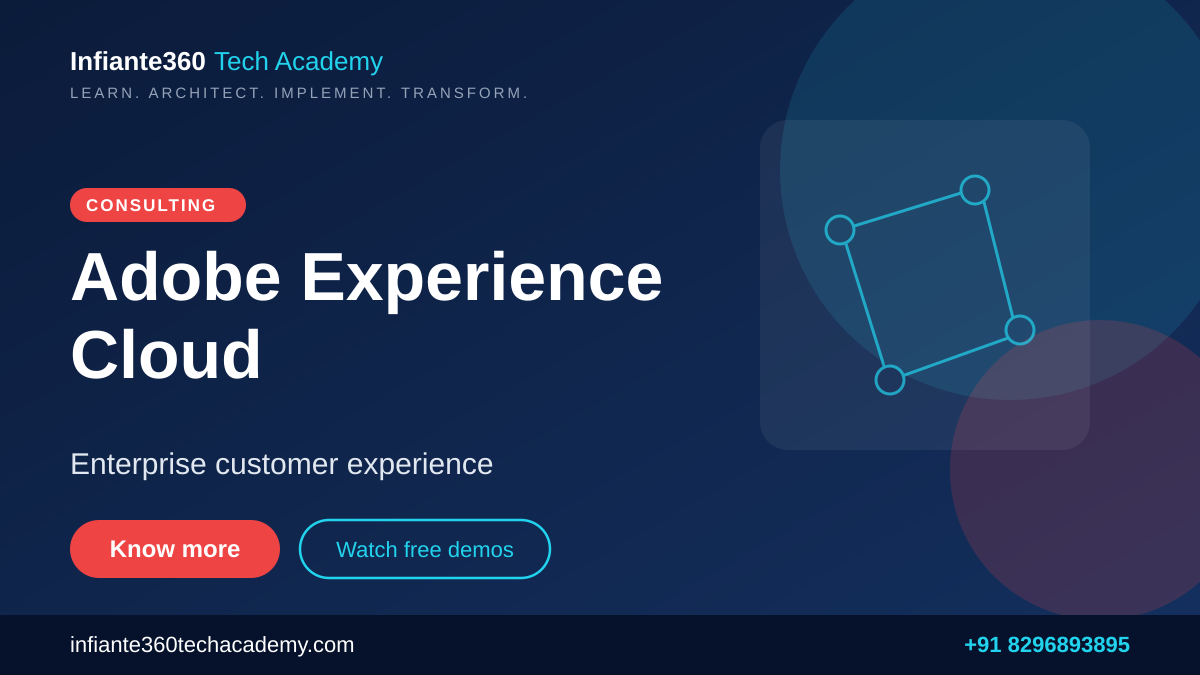 Infiante360 Tech Academy
LEARN. ARCHITECT. IMPLEMENT. TRANSFORM.
CONSULTING
Adobe Experience
Cloud
Enterprise customer experience
Know more
Watch free demos
infiante360techacademy.com
+91 8296893895